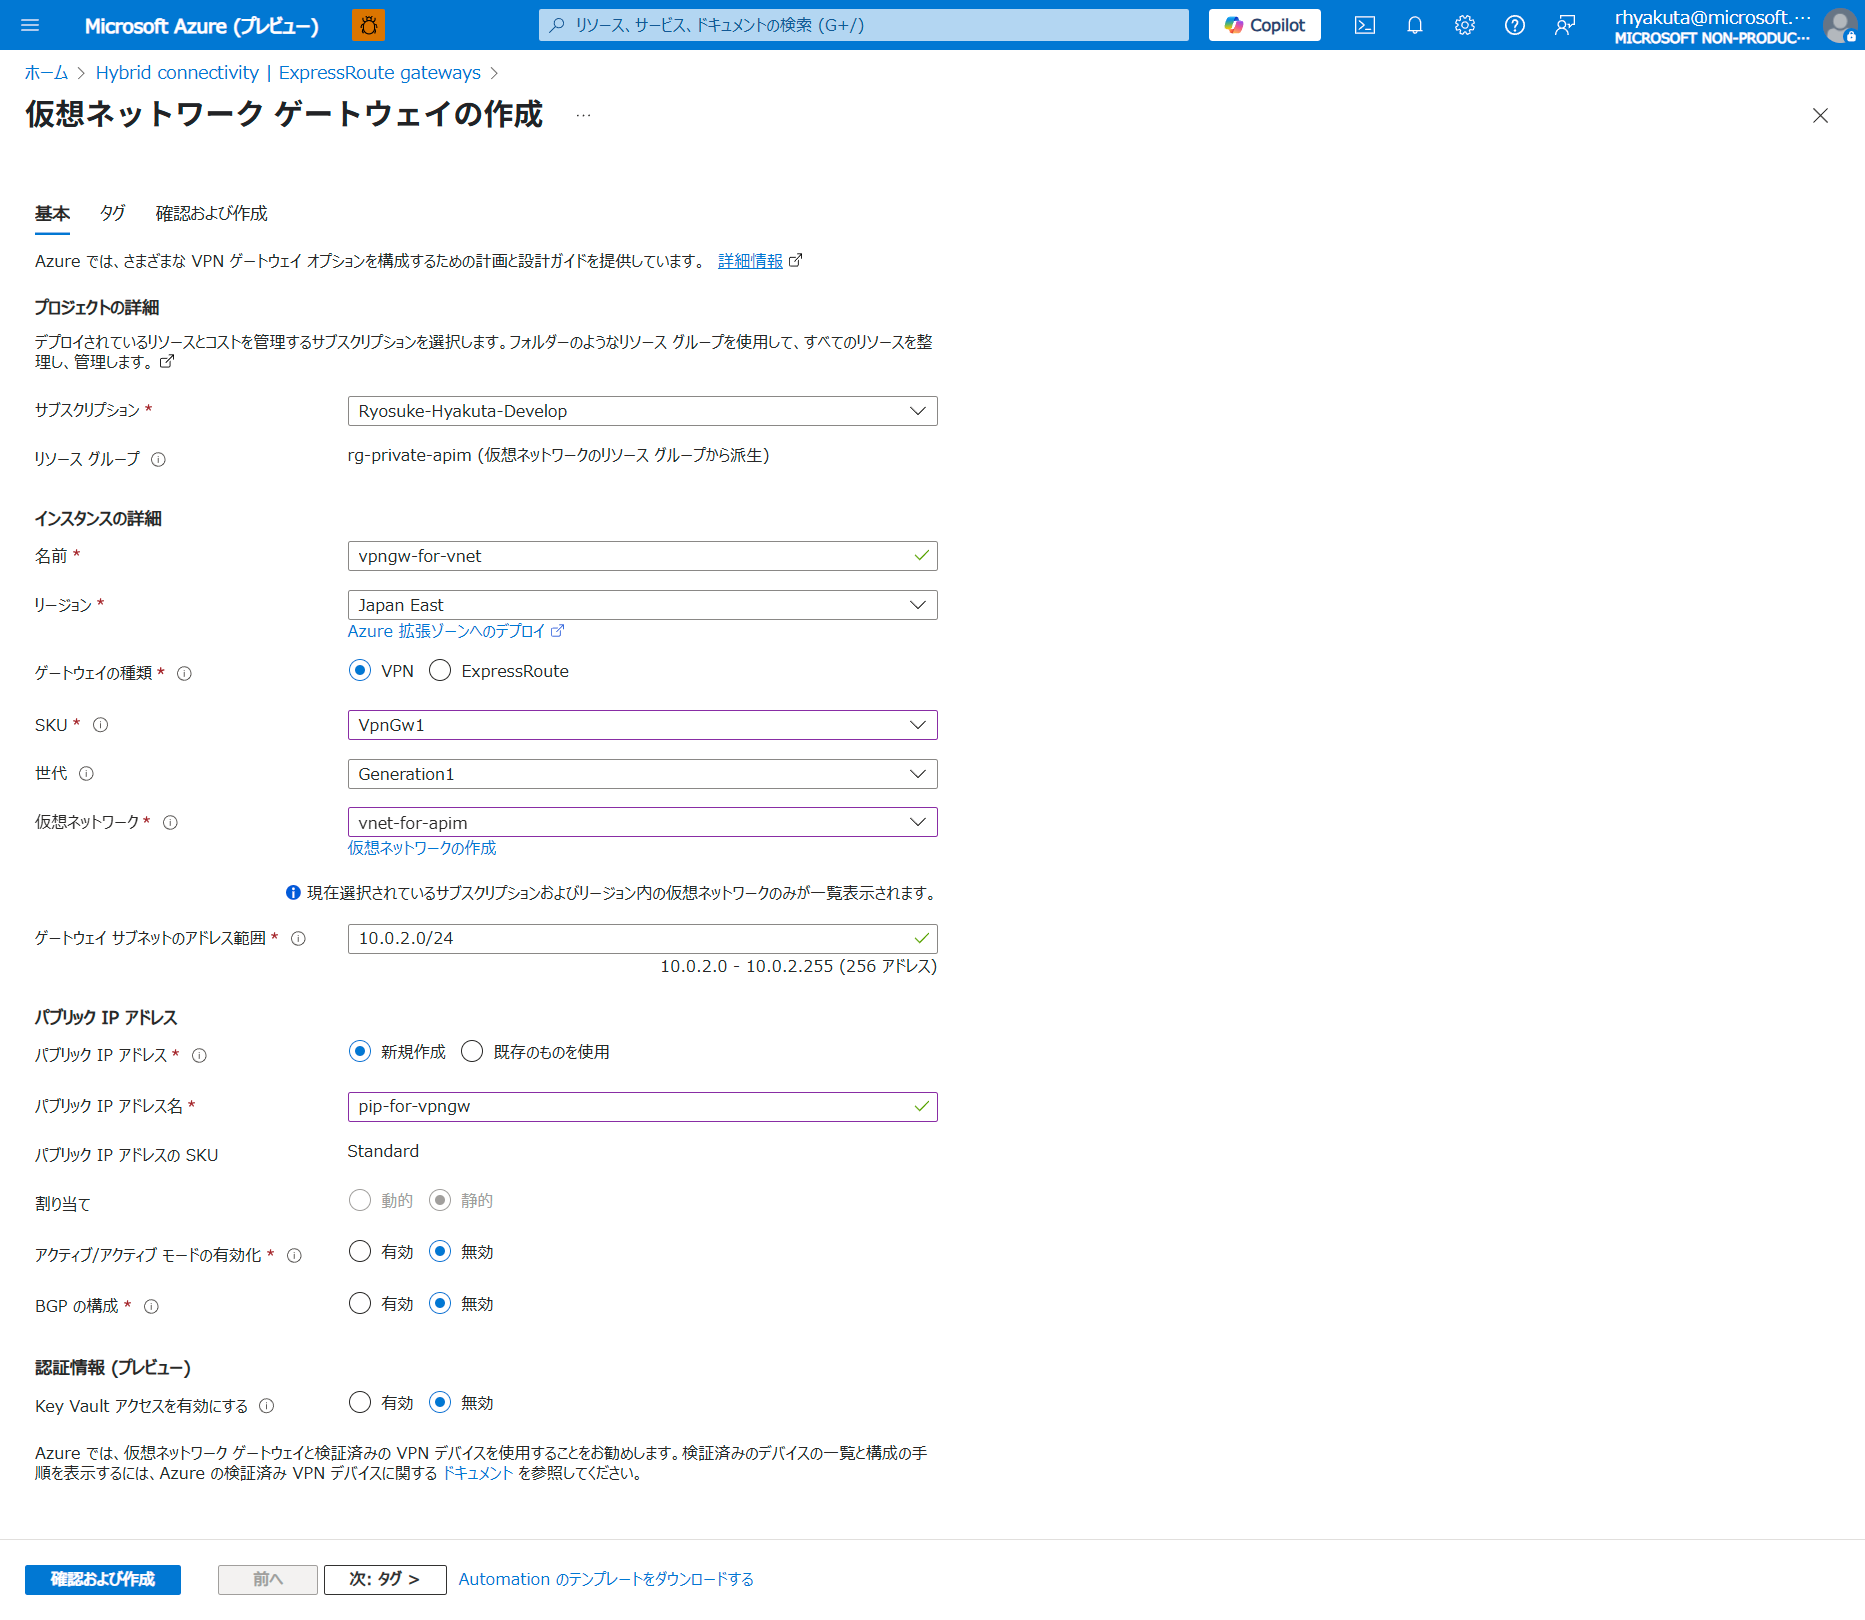 Microsoft Azure (プレビュー)
リソース、サービス、ドキュメントの検索 (G+/)
Copilot
rhyakuta@microsoft.…
MICROSOFT NON-PRODUC…
ホーム > Hybrid connectivity | ExpressRoute gateways >
仮想ネットワーク ゲートウェイの作成 …
基本 タグ 確認および作成
Azure では、さまざまな VPN ゲートウェイ オプションを構成するための計画と設計ガイドを提供しています。 詳細情報
プロジェクトの詳細
デプロイされているリソースとコストを管理するサブスクリプションを選択します。フォルダーのようなリソース グループを使用して、すべてのリソースを整
理し、管理します。
サブスクリプション * Ryosuke-Hyakuta-Develop
リソース グループ rg-private-apim (仮想ネットワークのリソース グループから派生)
インスタンスの詳細
名前 * vpngw-for-vnet
リージョン * Japan East
Azure 拡張ゾーンへのデプロイ
ゲートウェイの種類 * VPN ExpressRoute
SKU * VpnGw1
世代 Generation1
仮想ネットワーク * vnet-for-apim
仮想ネットワークの作成
現在選択されているサブスクリプションおよびリージョン内の仮想ネットワークのみが一覧表示されます。
ゲートウェイ サブネットのアドレス範囲 * 10.0.2.0/24
10.0.2.0 - 10.0.2.255 (256 アドレス)
パブリック IP アドレス
パブリック IP アドレス * 新規作成 既存のものを使用
パブリック IP アドレス名 * pip-for-vpngw
パブリック IP アドレスの SKU Standard
割り当て 動的 静的
アクティブ/アクティブ モードの有効化 * 有効 無効
BGP の構成 * 有効 無効
認証情報 (プレビュー)
Key Vault アクセスを有効にする 有効 無効
Azure では、仮想ネットワーク ゲートウェイと検証済みの VPN デバイスを使用することをお勧めします。検証済みのデバイスの一覧と構成の手
順を表示するには、Azure の検証済み VPN デバイスに関する ドキュメント を参照してください。
確認および作成 前へ 次: タグ > Automation のテンプレートをダウンロードする